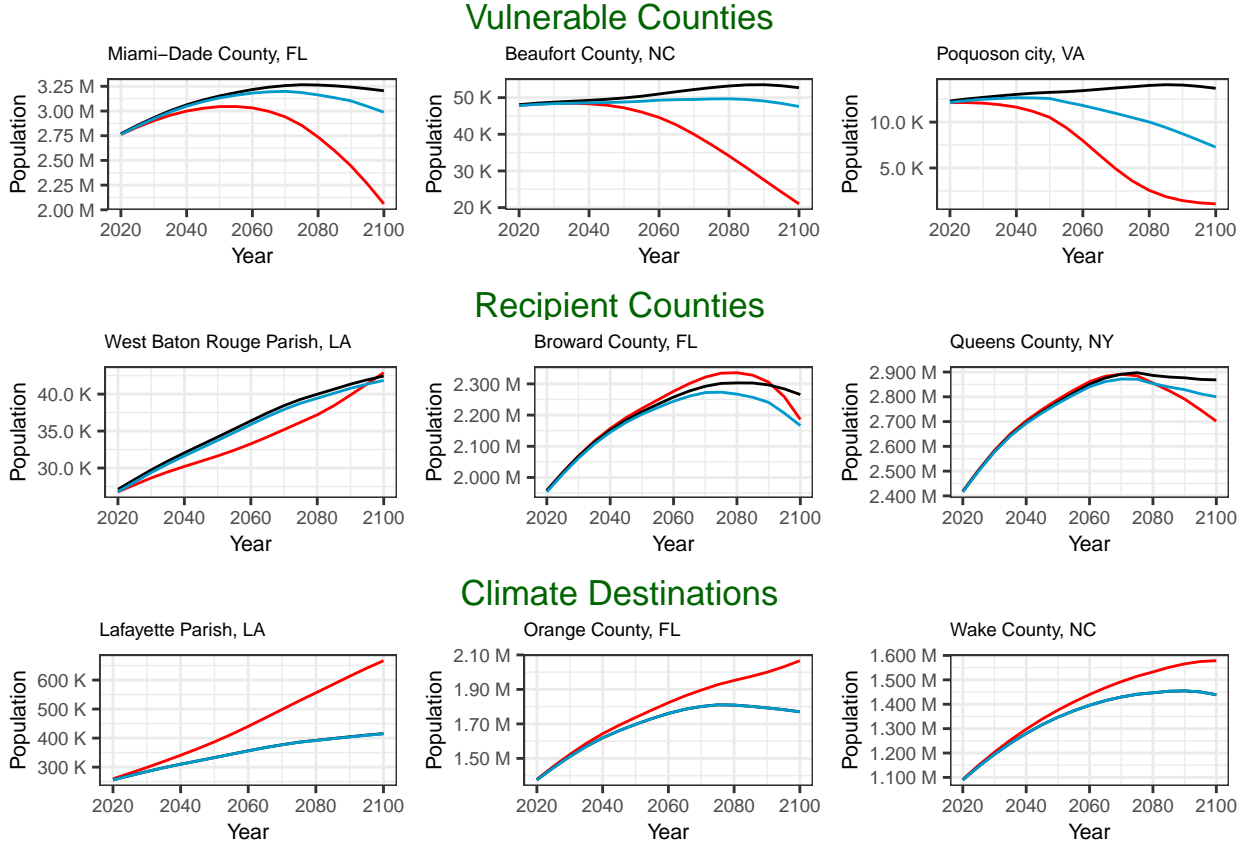 Vulnerable Counties
Miami−Dade County, FL
Beaufort County, NC
Poquoson city, VA
Population
3.25 M
3.00 M
2.75 M
2.50 M
2.25 M
2.00 M
2020 2040 2060 2080 2100
Year
Population
50 K
40 K
30 K
20 K
2020 2040 2060 2080 2100
Year
Population
10.0 K
5.0 K
2020 2040 2060 2080 2100
Year
Recipient Counties
West Baton Rouge Parish, LA
Broward County, FL
Queens County, NY
Population
40.0 K
35.0 K
30.0 K
2020 2040 2060 2080 2100
Year
Population
2.300 M
2.200 M
2.100 M
2.000 M
2020 2040 2060 2080 2100
Year
Population
2.900 M
2.800 M
2.700 M
2.600 M
2.500 M
2.400 M
2020 2040 2060 2080 2100
Year
Climate Destinations
Lafayette Parish, LA
Orange County, FL
Wake County, NC
Population
600 K
500 K
400 K
300 K
2020 2040 2060 2080 2100
Year
Population
2.10 M
1.90 M
1.70 M
1.50 M
2020 2040 2060 2080 2100
Year
Population
1.600 M
1.500 M
1.400 M
1.300 M
1.200 M
1.100 M
2020 2040 2060 2080 2100
Year